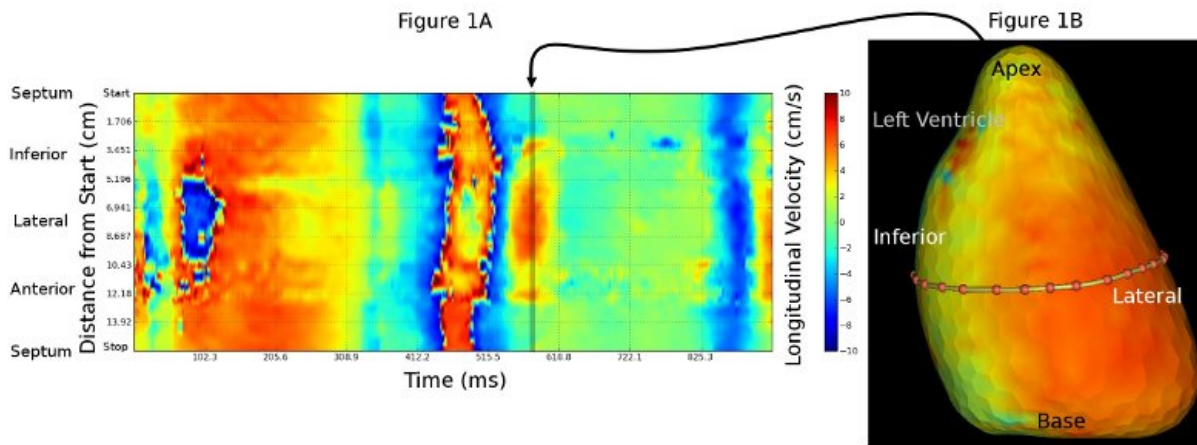 Figure 1A
Figure 1B
Septum
Inferior
Lateral
Anterior
Septum
Distance from Start (cm)
Start
1.706
3.651
5.196
6.941
8.687
10.43
12.18
13.92
Stop
102.3
205.6
308.9
412.2
515.5
618.8
722.1
825.3
Time (ms)
Longitudinal Velocity (cm/s)
10
8
6
4
2
0
−2
−4
−6
−8
−10
Apex
Left Ventricle
Inferior
Lateral
Base